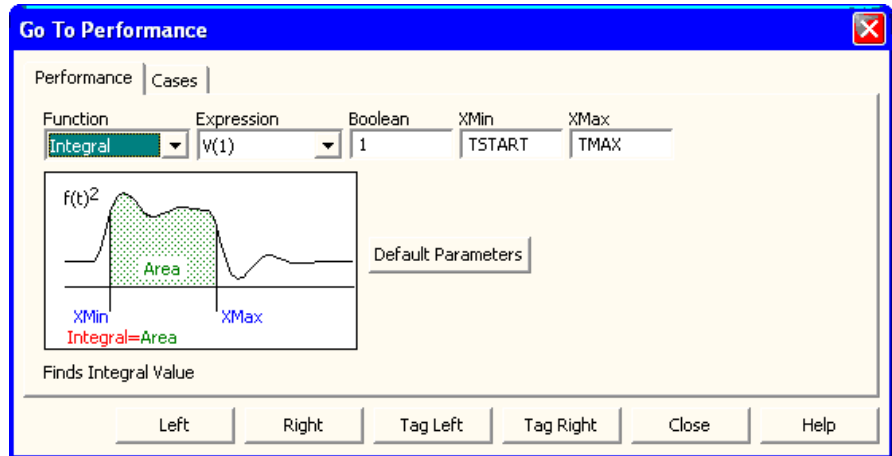 Go To Performance
Performance Cases
Function Expression Boolean XMin XMax
Integral V(1) 1 TSTART TMAX
f(t)2
Default Parameters
Area
XMin XMax
Integral=Area
Finds Integral Value
Left Right Tag Left Tag Right Close Help